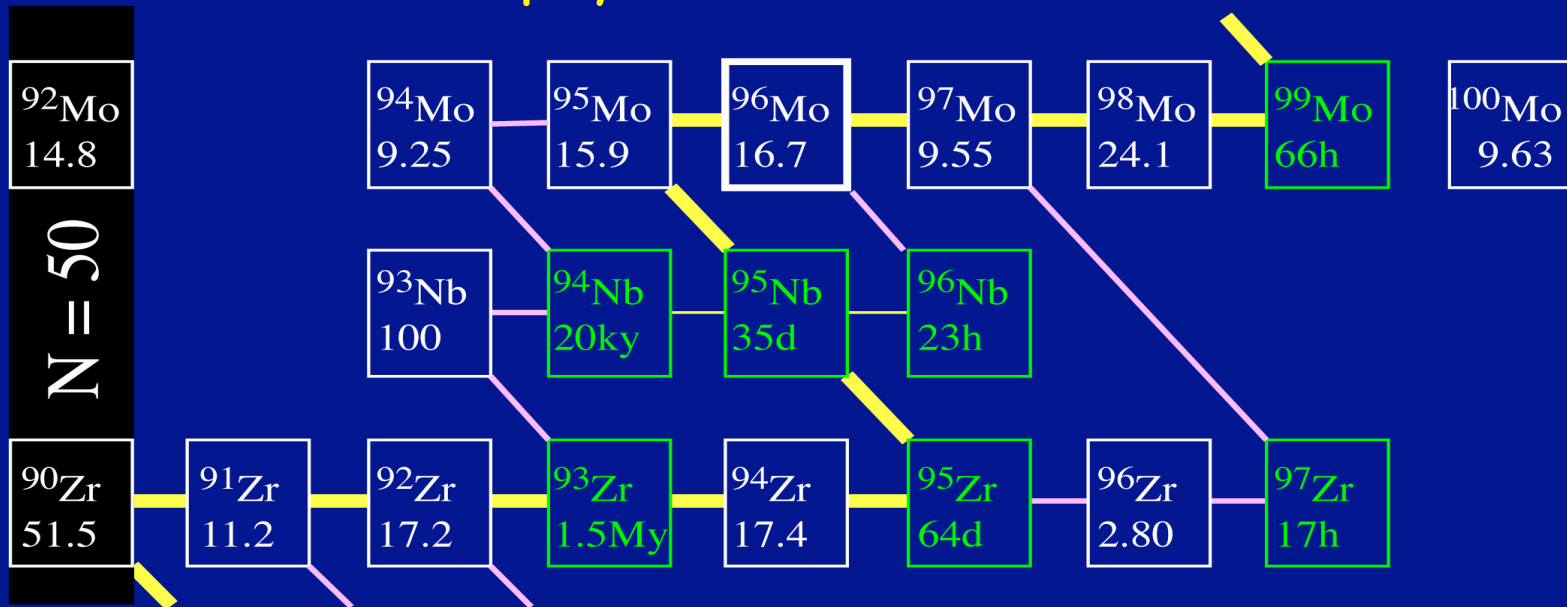 ⁹²Mo
14.8
⁹⁴Mo
9.25
⁹⁵Mo
15.9
⁹⁶Mo
16.7
⁹⁷Mo
9.55
⁹⁸Mo
24.1
⁹⁹Mo
66h
¹⁰⁰Mo
9.63
N = 50
⁹³Nb
100
⁹⁴Nb
20ky
⁹⁵Nb
35d
⁹⁶Nb
23h
⁹⁰Zr
51.5
⁹¹Zr
11.2
⁹²Zr
17.2
⁹³Zr
1.5My
⁹⁴Zr
17.4
⁹⁵Zr
64d
⁹⁶Zr
2.80
⁹⁷Zr
17h